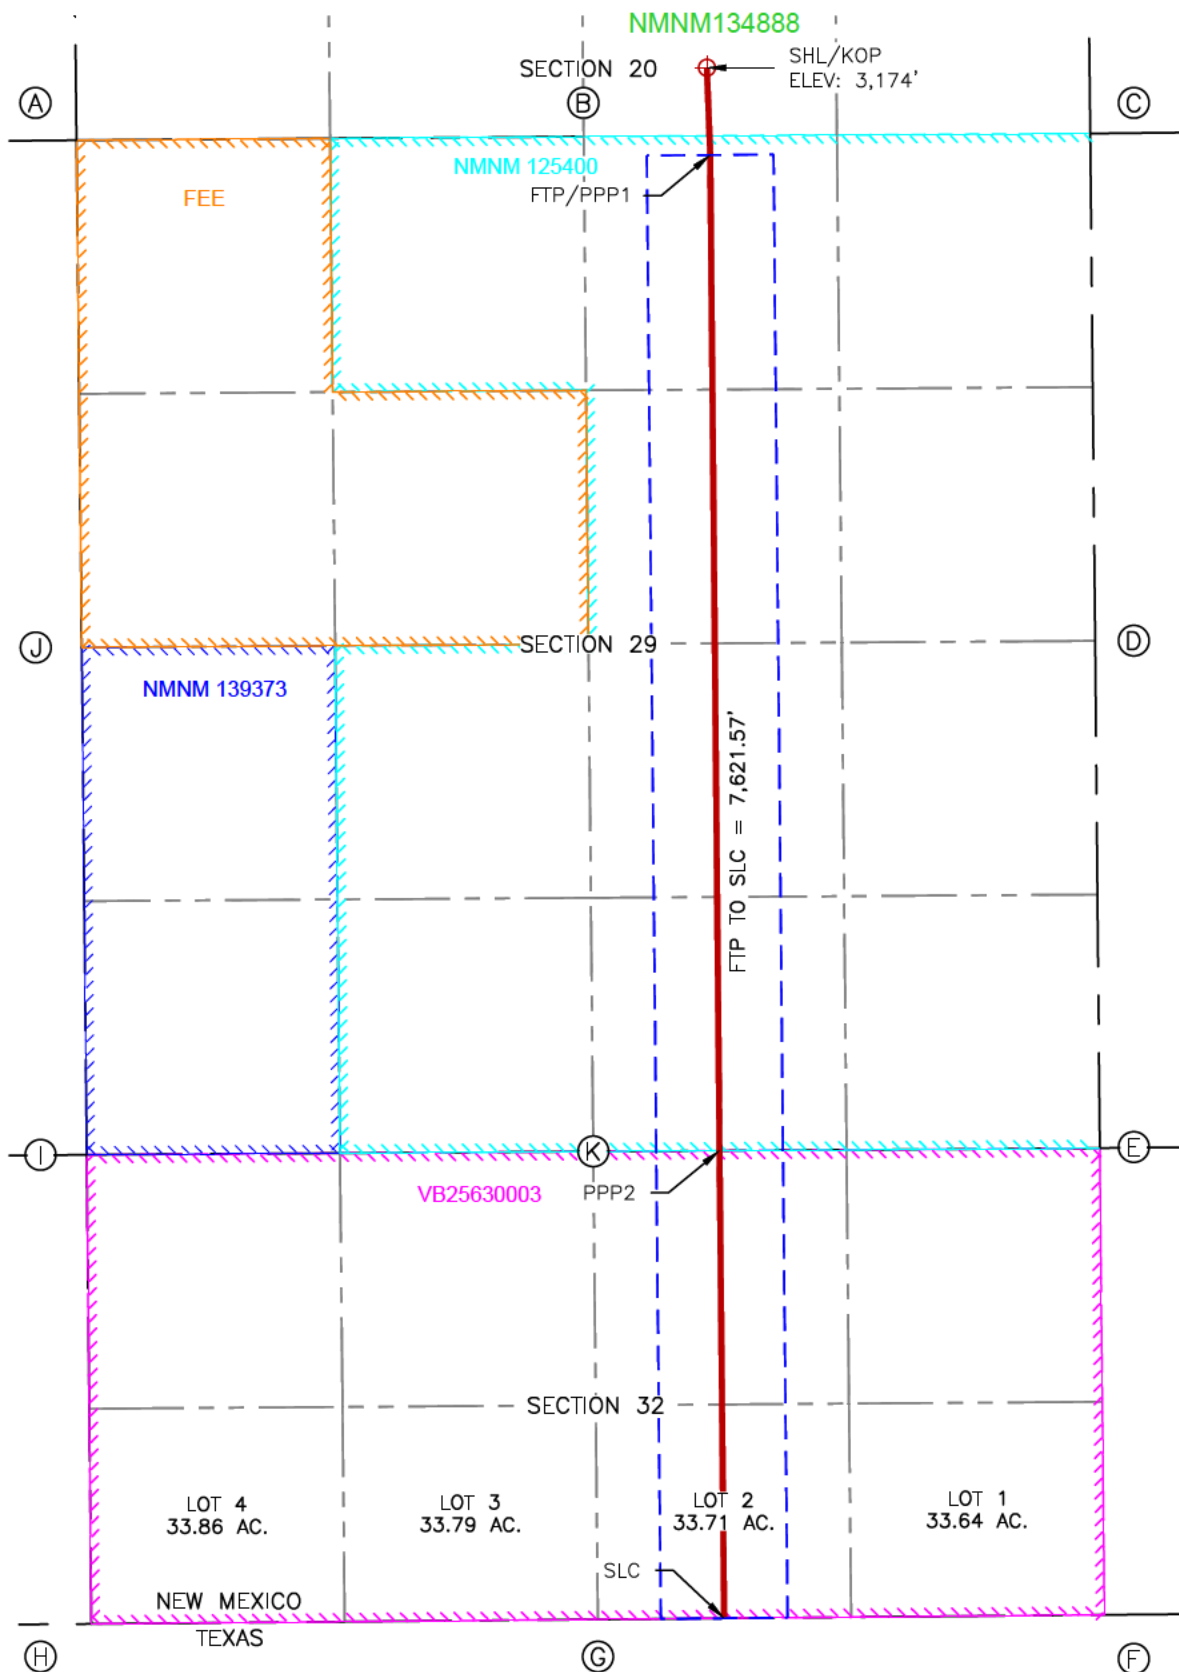 NMNM134888
SECTION 20
SHL/KOP
ELEV: 3,174'
A
B
C
NMNM 125400
FTP/PPP1
FEE
J
SECTION 29
D
NMNM 139373
FTP TO SLC = 7,621.57'
I
K
E
VB25630003
PPP2
SECTION 32
LOT 4
33.86 AC.
LOT 3
33.79 AC.
LOT 2
33.71 AC.
LOT 1
33.64 AC.
SLC
NEW MEXICO
TEXAS
H
G
F